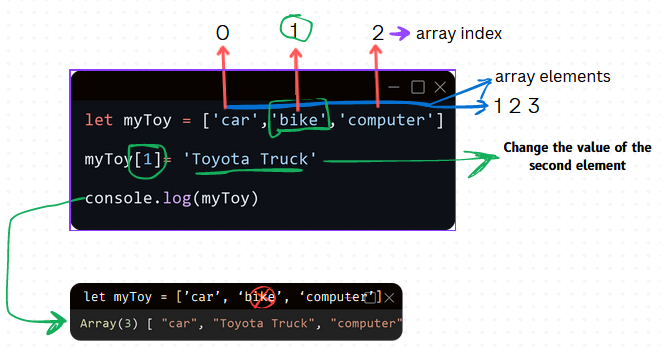 0 1 2 array index
array elements
1 2 3
let myToy = ['car','bike','computer']
myToy[1]= 'Toyota Truck'
Change the value of the
second element
console.log(myToy)
let myToy = [’car’, ‘bike’, ‘computer’]
Array(3) [ "car", "Toyota Truck", "computer"